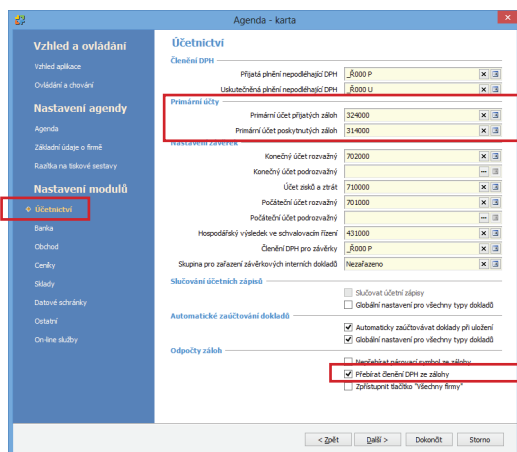 Agenda - karta
Vzhled a ovládání
Vzhled aplikace
Ovládání a chování
Nastavení agendy
Agenda
Základní údaje o firmě
Razítka na tiskové sestavy
Nastavení modulů
Účetnictví
Banka
Obchod
Ceníky
Sklady
Datové schránky
Ostatní
On-line služby
Účetnictví
Členění DPH
Přijatá plnění nepodléhající DPH _Ř000 P
Uskutečněná plnění nepodléhající DPH _Ř000 U
Primární účty
Primární účet přijatých záloh 324000
Primární účet poskytnutých záloh 314000
Nastavení závěrek
Konečný účet rozvažný 702000
Konečný účet podrozvažný
Účet zisků a ztrát 710000
Počáteční účet rozvažný 701000
Počáteční účet podrozvažný
Hospodářský výsledek ve schvalovacím řízení 431000
Členění DPH pro závěrky _Ř000 P
Skupina pro zařazení závěrkových interních dokladů Nezařazeno
Slučování účetních zápisů
Slučovat účetní zápisy
Globální nastavení pro všechny typy dokladů
Automatické zaúčtování dokladů
Automaticky zaúčtovávat doklady při uložení
Globální nastavení pro všechny typy dokladů
Odpočty záloh
Nepřebírat párovací symbol ze zálohy
Přebírat členění DPH ze zálohy
Zpřístupnit tlačítko "Všechny firmy"
< Zpět Další > Dokončit Storno